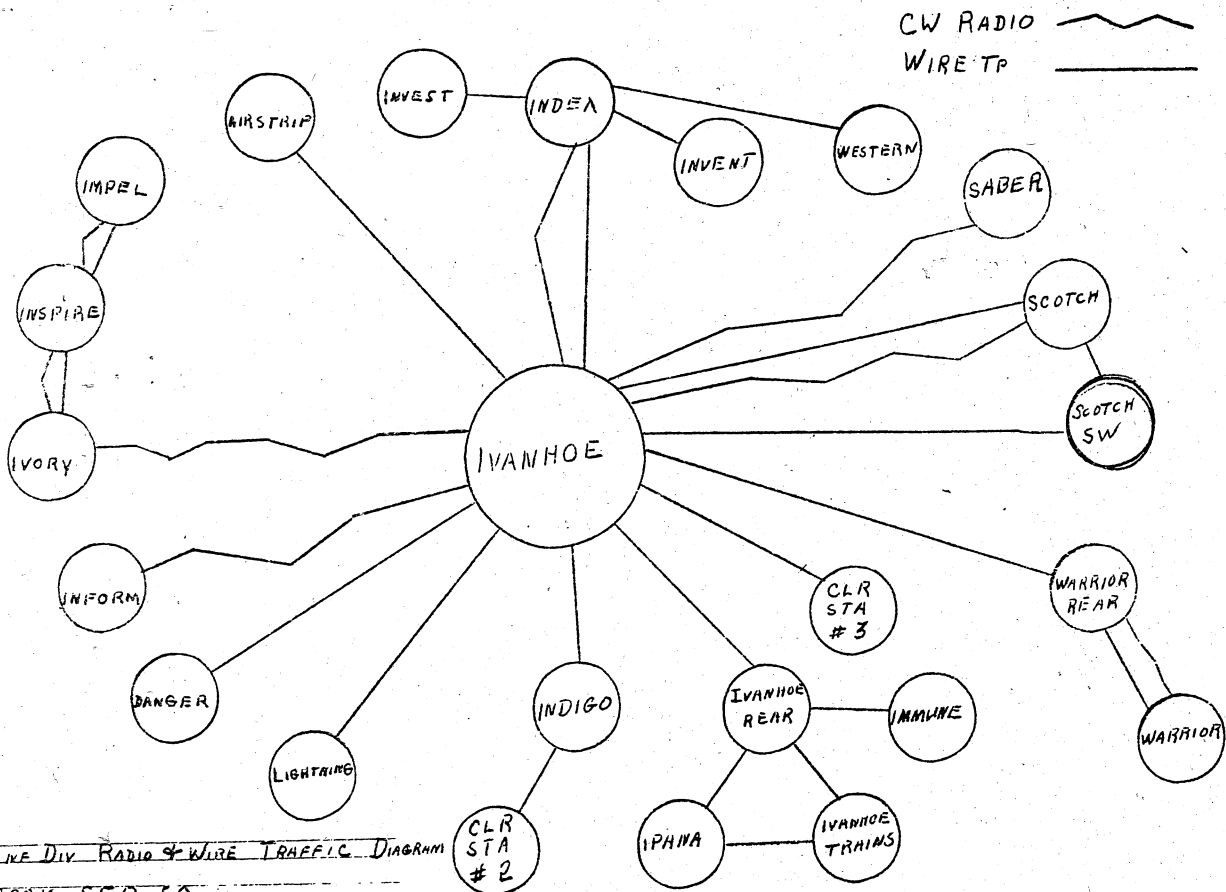 CW RADIO
WIRE TP
INVEST
INDEX
AIRSTRIP
INVENT
WESTERN
IMPEL
SABER
INSPIRE
SCOTCH
SCOTCH
SW
IVANHOE
IVORY
INFORM
CLR
STA
# 3
WARRIOR
REAR
DANGER
INDIGO
IVANHOE
REAR
IMMUNE
WARRIOR
LIGHTNING
CLR
STA
# 2
IPANA
IVANHOE
TRAINS
DIV RADIO & WIRE TRAFFIC DIAGRAM